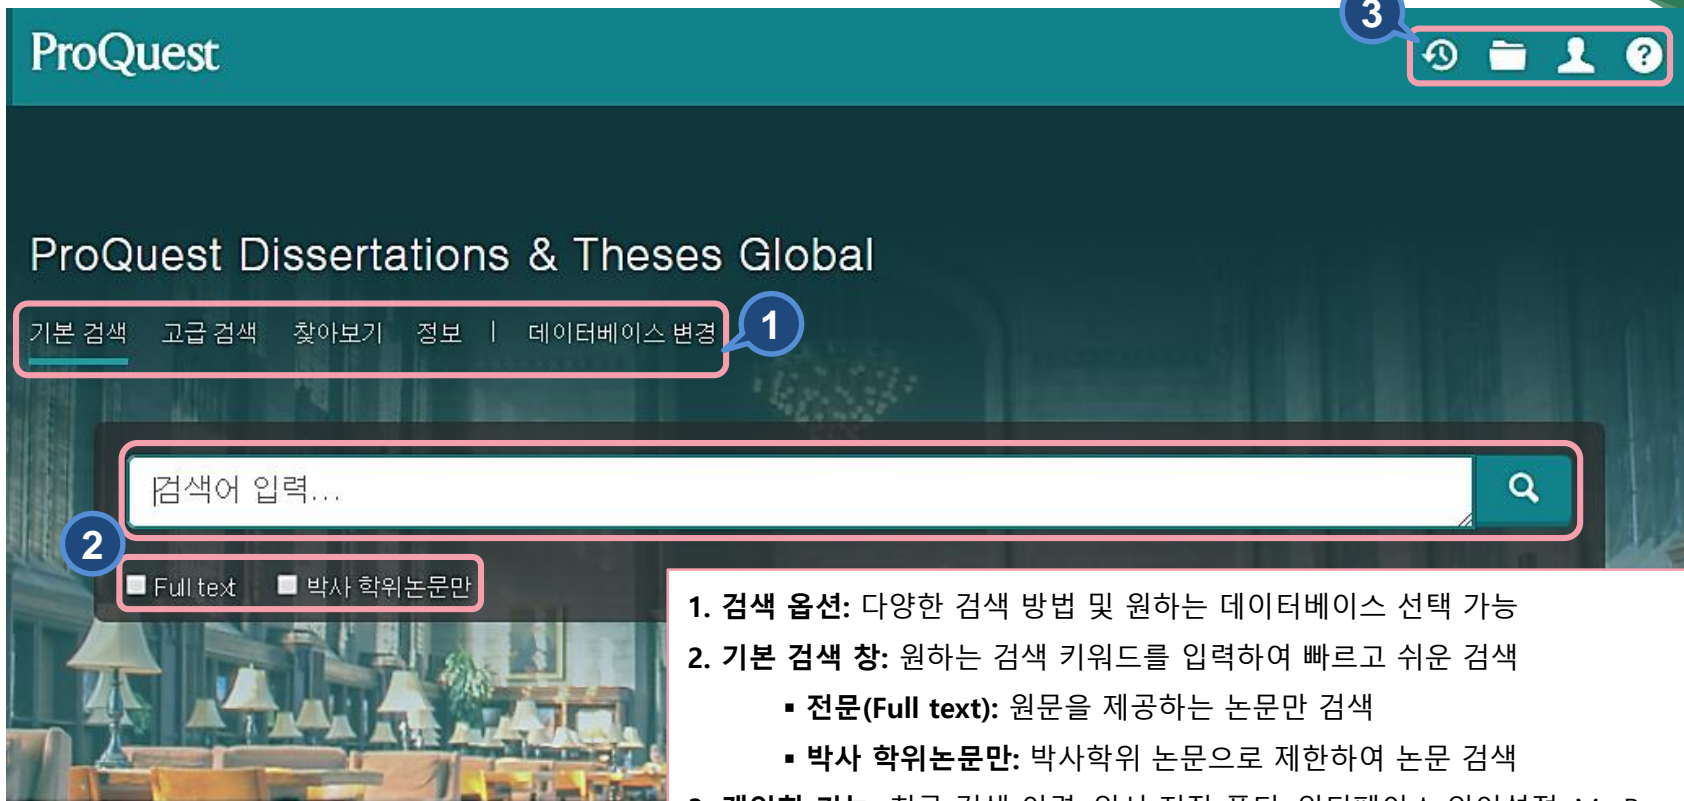 3
ProQuest
ProQuest Dissertations & Theses Global
기본 검색 고급 검색 찾아보기 정보 | 데이터베이스 변경
1
검색어 입력...
2
Full text 박사 학위논문만
1. 검색 옵션: 다양한 검색 방법 및 원하는 데이터베이스 선택 가능
2. 기본 검색 창: 원하는 검색 키워드를 입력하여 빠르고 쉬운 검색
▪ 전문(Full text): 원문을 제공하는 논문만 검색
▪ 박사 학위논문만: 박사학위 논문으로 제한하여 논문 검색